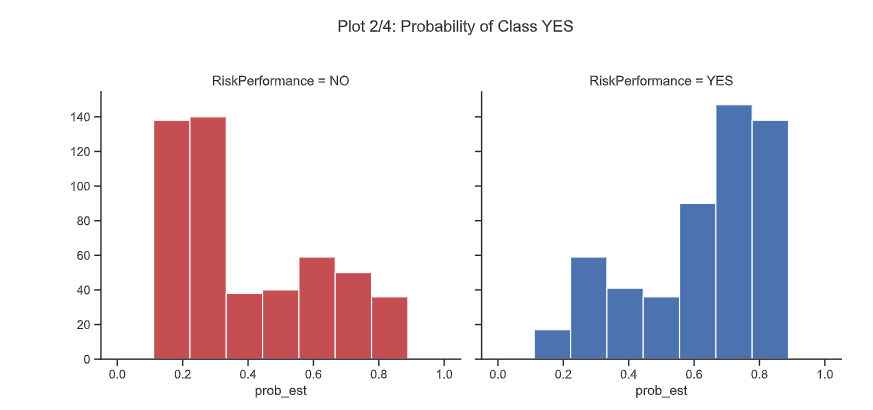 Plot 2/4: Probability of Class YES
RiskPerformance = NO
RiskPerformance = YES
140
120
100
80
60
40
20
0
0.0 0.2 0.4 0.6 0.8 1.0
0.0 0.2 0.4 0.6 0.8 1.0
prob_est
prob_est